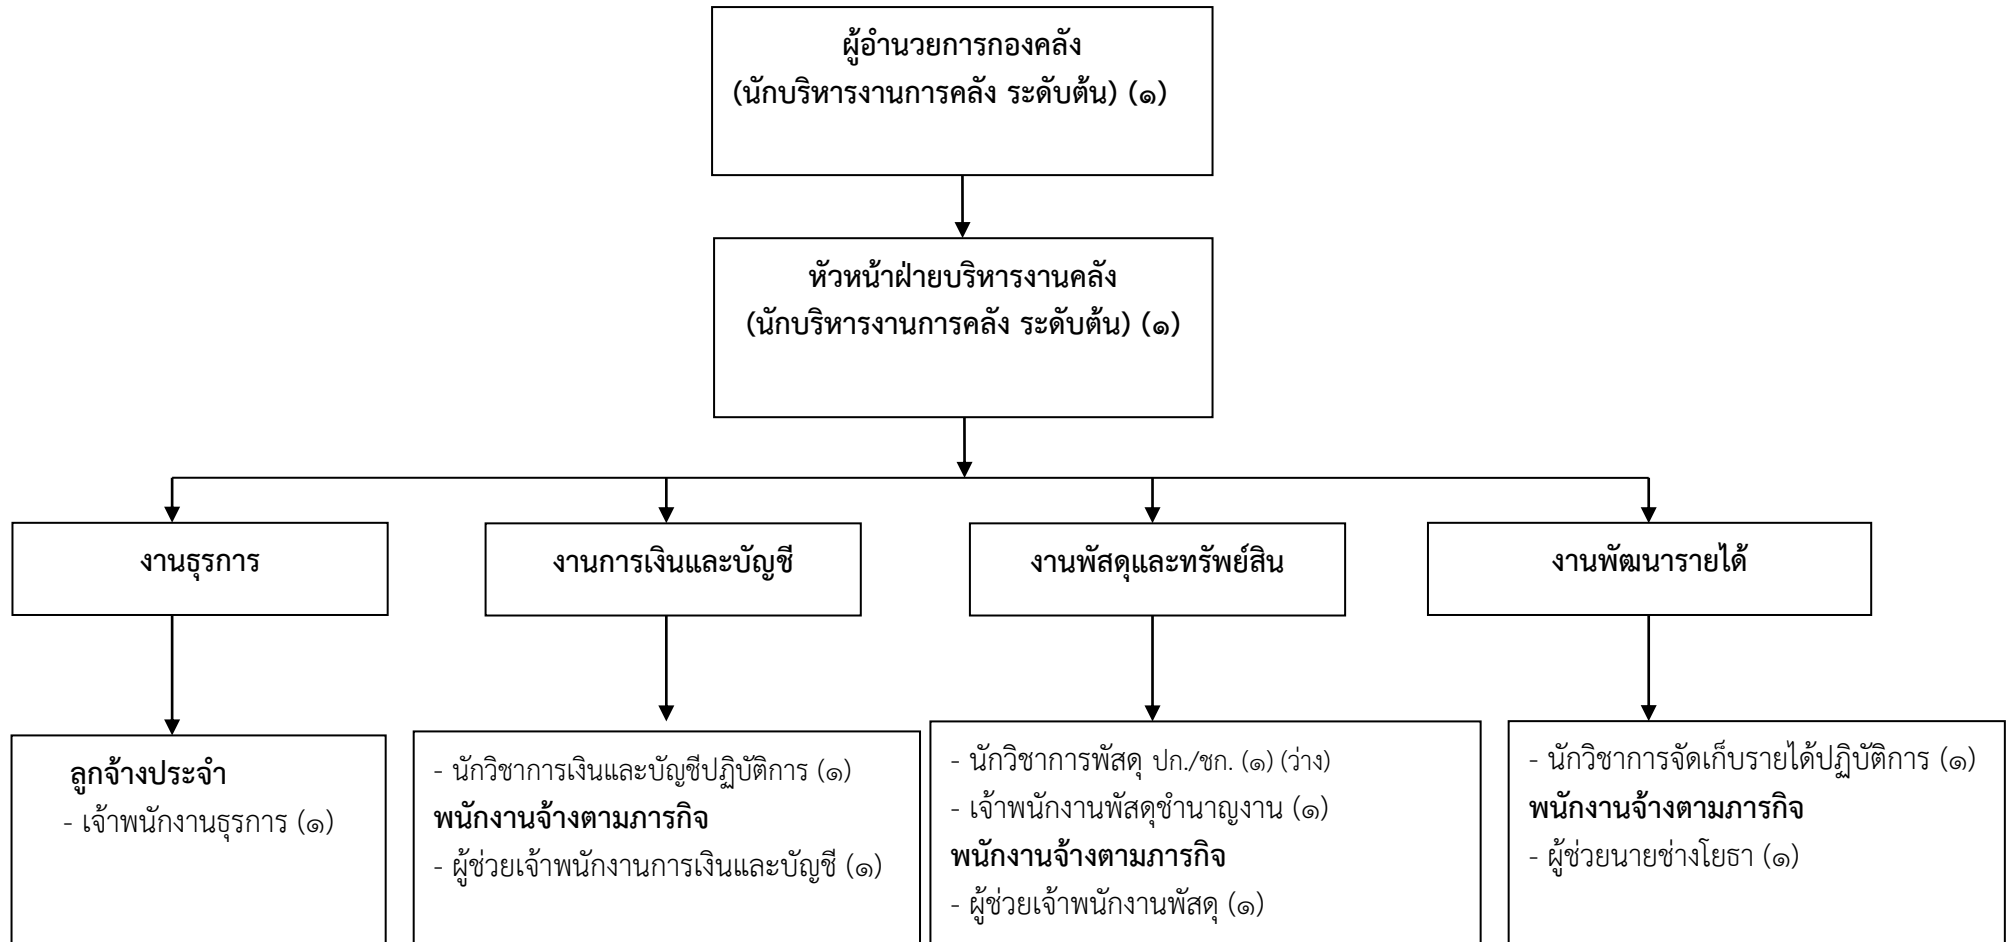 ผู้อำนวยการกองคลัง
(นักบริหารงานการคลัง ระดับต้น) (๑)
หัวหน้าฝ่ายบริหารงานคลัง
(นักบริหารงานการคลัง ระดับต้น) (๑)
งานธุรการ
งานการเงินและบัญชี
งานพัสดุและทรัพย์สิน
งานพัฒนารายได้
ลูกจ้างประจำ
- เจ้าพนักงานธุรการ (๑)
- นักวิชาการเงินและบัญชีปฏิบัติการ (๑)
พนักงานจ้างตามภารกิจ
- ผู้ช่วยเจ้าพนักงานการเงินและบัญชี (๑)
- นักวิชาการพัสดุ ปก./ชก. (๑) (ว่าง)
- เจ้าพนักงานพัสดุชำนาญงาน (๑)
พนักงานจ้างตามภารกิจ
- ผู้ช่วยเจ้าพนักงานพัสดุ (๑)
- นักวิชาการจัดเก็บรายได้ปฏิบัติการ (๑)
พนักงานจ้างตามภารกิจ
- ผู้ช่วยนายช่างโยธา (๑)